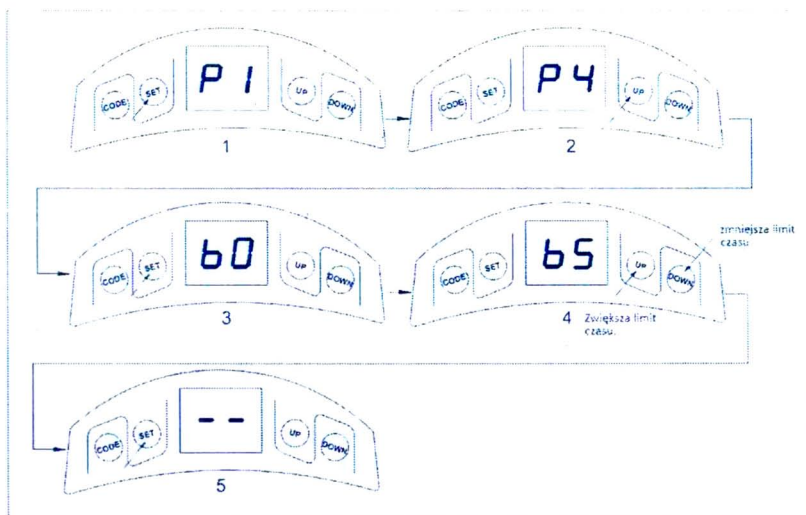 P1
CODE SET UP DOWN
1
P4
CODE SET UP DOWN
2
b0
CODE SET UP DOWN
3
b5
CODE SET UP DOWN
zmniejsza limit
czasu
4
Zwiększa limit
czasu.
--
CODE SET UP DOWN
5